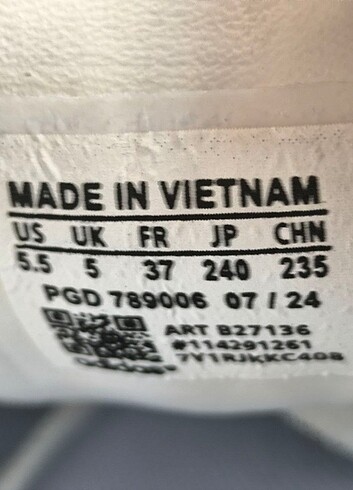 MADE IN VIETNAM
US UK FR JP CHN
5.5 5 37 240 235
PGD 789006 07 / 24
ART B27136
#114291261
7Y1RJKKC408
adidas